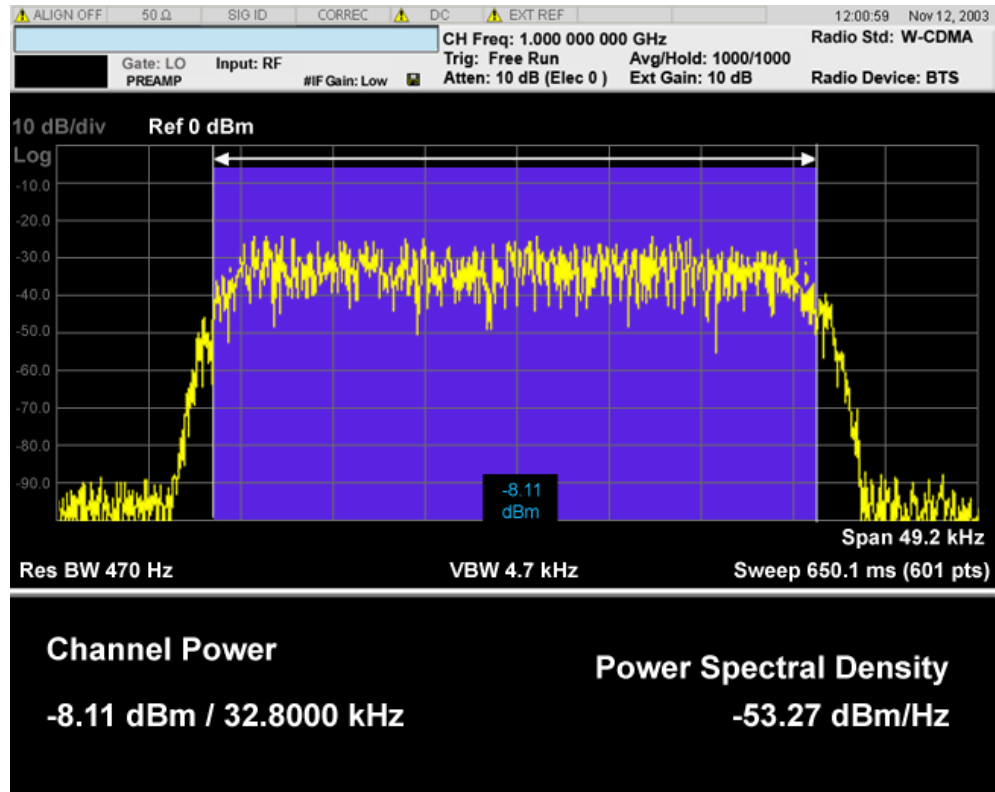 ALIGN OFF 50 Ω SIG ID CORREC DC EXT REF 12:00:59 Nov 12, 2003
CH Freq: 1.000 000 000 GHz Radio Std: W-CDMA
Gate: LO Input: RF Trig: Free Run Avg/Hold: 1000/1000
PREAMP #IF Gain: Low Atten: 10 dB (Elec 0 ) Ext Gain: 10 dB Radio Device: BTS
10 dB/div Ref 0 dBm
Log
-10.0
-20.0
-30.0
-40.0
-50.0
-60.0
-70.0
-80.0
-90.0
-8.11
dBm
Span 49.2 kHz
Res BW 470 Hz VBW 4.7 kHz Sweep 650.1 ms (601 pts)
Channel Power
Power Spectral Density
-8.11 dBm / 32.8000 kHz -53.27 dBm/Hz